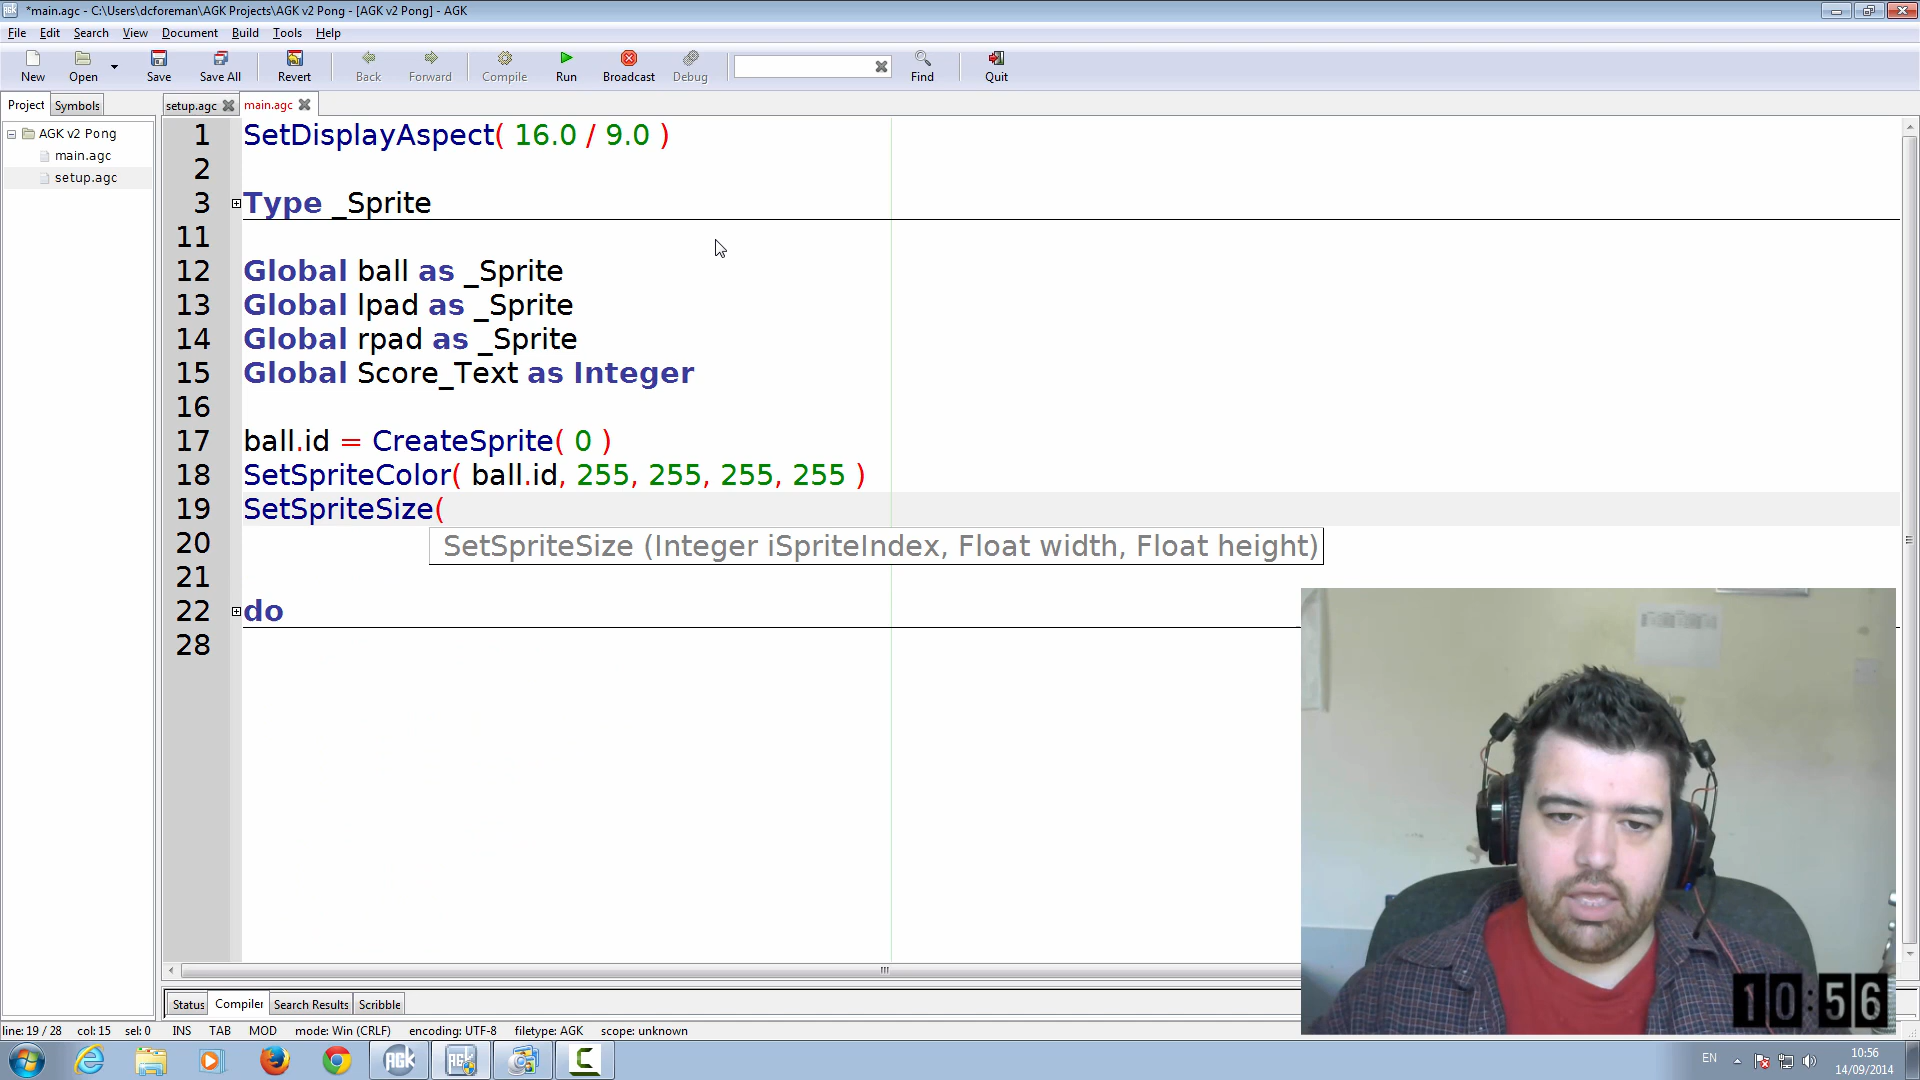 *main.agc - C:\Users\dcforeman\AGK Projects\AGK v2 Pong - [AGK v2 Pong] - AGK
File Edit Search View Document Build Tools Help
New Open Save Save All Revert Back Forward Compile Run Broadcast Debug Find Quit
Project Symbols setup.agc main.agc
AGK v2 Pong
main.agc
setup.agc
1 SetDisplayAspect( 16.0 / 9.0 )
2
3 Type _Sprite
11
12 Global ball as _Sprite
13 Global lpad as _Sprite
14 Global rpad as _Sprite
15 Global Score_Text as Integer
16
17 ball.id = CreateSprite( 0 )
18 SetSpriteColor( ball.id, 255, 255, 255, 255 )
19 SetSpriteSize(
20
SetSpriteSize (Integer iSpriteIndex, Float width, Float height)
21
22 do
28
10:56
Status Compiler Search Results Scribble
line: 19 / 28 col: 15 sel: 0 INS TAB MOD mode: Win (CRLF) encoding: UTF-8 filetype: AGK scope: unknown
AGK AGK EN 10:56
14/09/2014